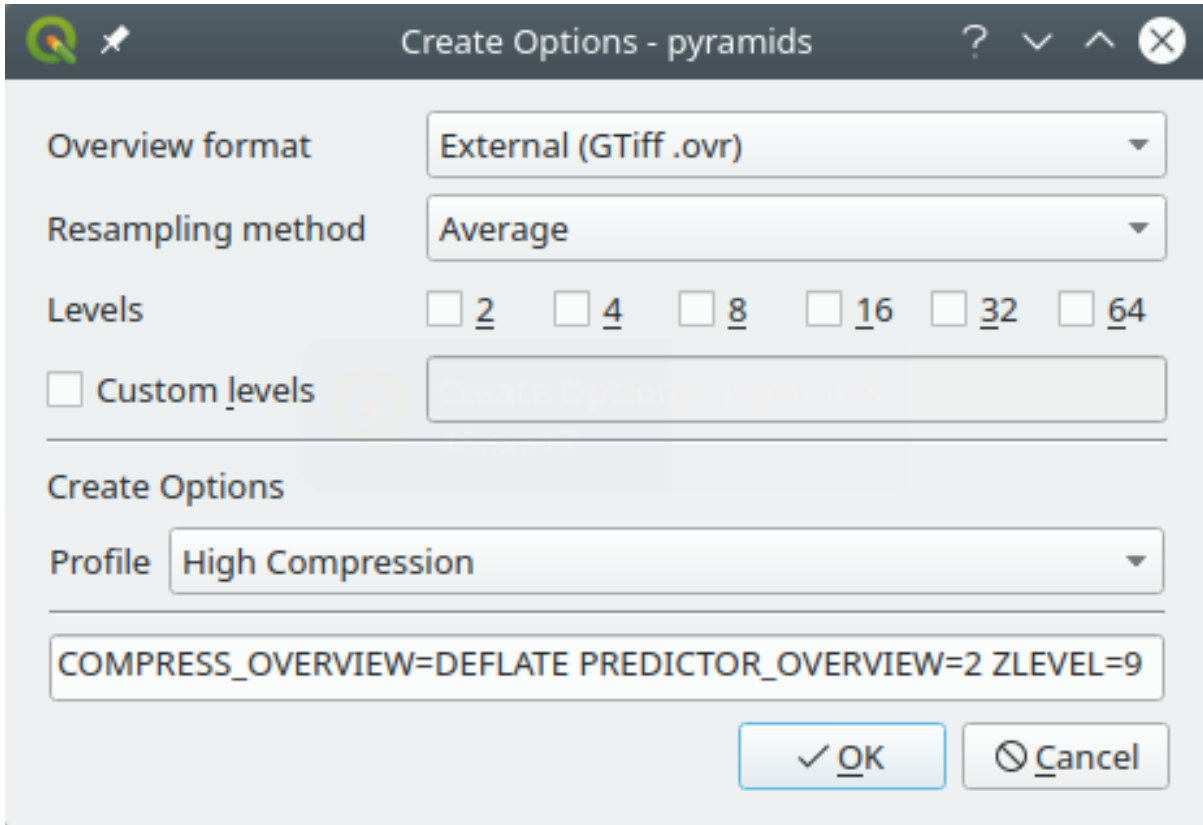 Create Options - pyramids
Overview format External (GTiff .ovr)
Resampling method Average
Levels 2 4 8 16 32 64
Custom levels
Create Options
Profile High Compression
COMPRESS_OVERVIEW=DEFLATE PREDICTOR_OVERVIEW=2 ZLEVEL=9
OK Cancel